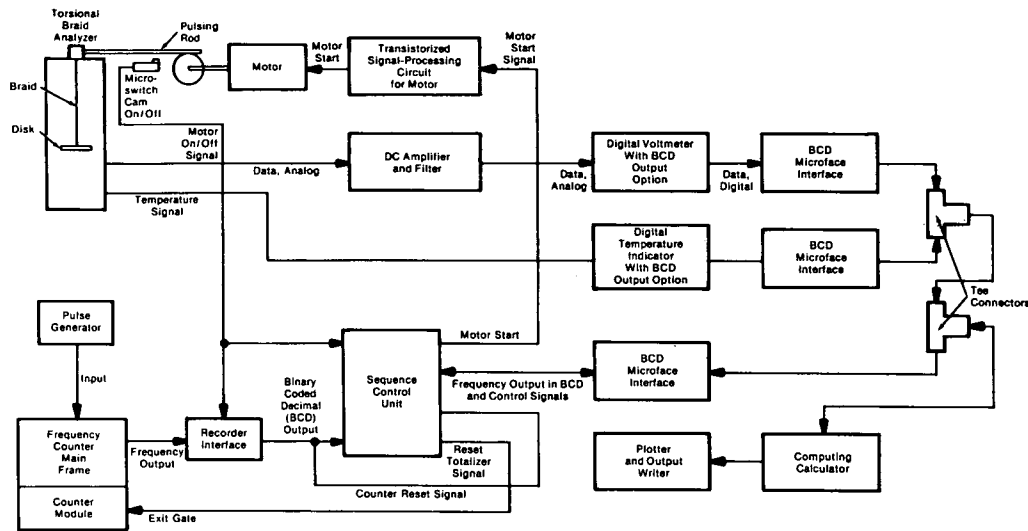 Torsional
Braid
Analyzer
Pulsing
Rod
Motor
Motor
Start
Transistorized
Signal-Processing
Circuit
for Motor
Motor
Start
Signal
Braid
Disk
Micro-
switch
Cam
On/Off
Motor
On/Off
Signal
Data, Analog
DC Amplifier
and Filter
Data,
Analog
Digital Voltmeter
With BCD
Output
Option
Data,
Digital
BCD
Microface
Interface
Temperature
Signal
Digital
Temperature
Indicator
With BCD
Output Option
BCD
Microface
Interface
Tee
Connectors
Pulse
Generator
Input
Motor Start
Sequence
Control
Unit
Frequency Output in BCD
and Control Signals
BCD
Microface
Interface
Binary
Coded
Decimal
(BCD)
Output
Frequency
Counter
Main
Frame
Frequency
Output
Recorder
Interface
Reset
Totalizer
Signal
Counter Reset Signal
Plotter
and Output
Writer
Computing
Calculator
Counter
Module
Exit Gate